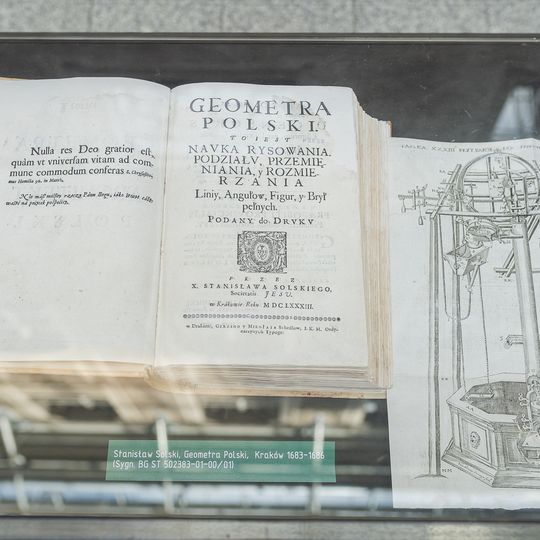 Nulla res Deo gratior est,
quàm vt vniversam vitam ad com-
mune commodum conferas
GEOMETRA
POLSKI.
TO IEST
NAVKA RYSOWANIA.
PODZIAŁV, PRZEMIE-
NIANIA, y ROZMIE-
RZANIA
Liniy, Angułow, Figur, y Brył
pełnych.
PODANY do DRVKV
PRZEZ
X. STANISŁAWA SOLSKIEGO,
Societatis JESU.
w Krákowie Roku MDCLXXXIII.
Stanisław Solski, Geometra Polski, Kraków 1683-1686
(Sygn. BG ST 502383-01-00/01)